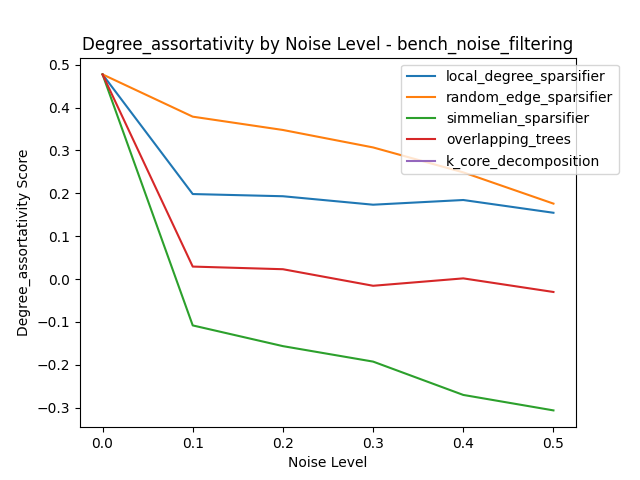 Degree_assortativity by Noise Level - bench_noise_filtering
local_degree_sparsifier
random_edge_sparsifier
simmelian_sparsifier
overlapping_trees
k_core_decomposition
Degree_assortativity Score
0.5
0.4
0.3
0.2
0.1
0.0
−0.1
−0.2
−0.3
0.0 0.1 0.2 0.3 0.4 0.5
Noise Level